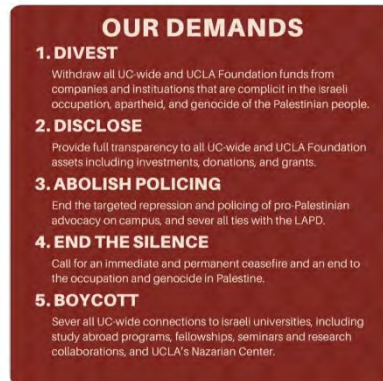 OUR DEMANDS
1. DIVEST
Withdraw all UC-wide and UCLA Foundation funds from
companies and instituations that are complicit in the israeli
occupation, apartheid, and genocide of the Palestinian people.
2. DISCLOSE
Provide full transparency to all UC-wide and UCLA Foundation
assets including investments, donations, and grants.
3. ABOLISH POLICING
End the targeted repression and policing of pro-Palestinian
advocacy on campus, and sever all ties with the LAPD.
4. END THE SILENCE
Call for an immediate and permanent ceasefire and an end to
the occupation and genocide in Palestine.
5. BOYCOTT
Sever all UC-wide connections to israeli universities, including
study abroad programs, fellowships, seminars and research
collaborations, and UCLA's Nazarian Center.